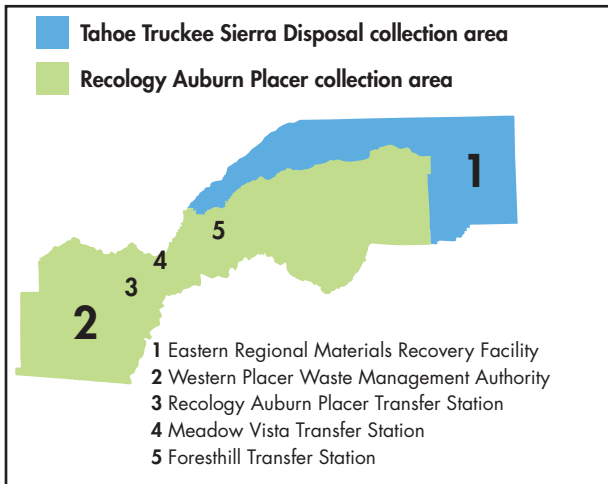 Tahoe Truckee Sierra Disposal collection area
Recology Auburn Placer collection area
1
5
4
3
2
1 Eastern Regional Materials Recovery Facility
2 Western Placer Waste Management Authority
3 Recology Auburn Placer Transfer Station
4 Meadow Vista Transfer Station
5 Foresthill Transfer Station